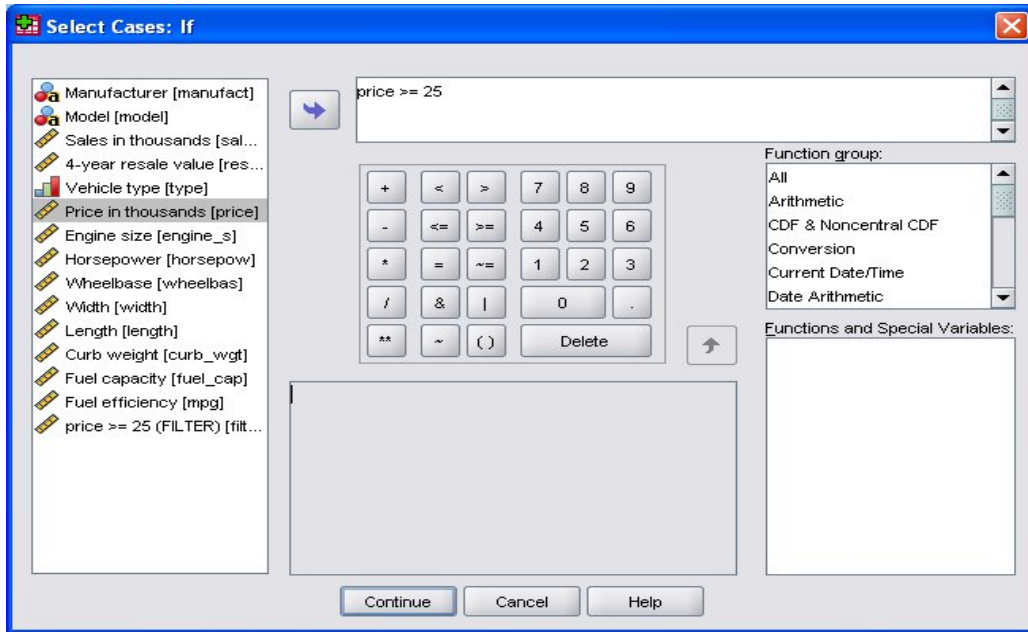 Select Cases: If
Manufacturer [manufact]
Model [model]
Sales in thousands [sal...
4-year resale value [res...
Vehicle type [type]
Price in thousands [price]
Engine size [engine_s]
Horsepower [horsepow]
Wheelbase [wheelbas]
Width [width]
Length [length]
Curb weight [curb_wgt]
Fuel capacity [fuel_cap]
Fuel efficiency [mpg]
price >= 25 (FILTER) [filt...
price >= 25
+ < > 7 8 9
- <= >= 4 5 6
* = ~= 1 2 3
/ & | 0 .
** ~ ( ) Delete
Function group:
All
Arithmetic
CDF & Noncentral CDF
Conversion
Current Date/Time
Date Arithmetic
Functions and Special Variables:
Continue Cancel Help